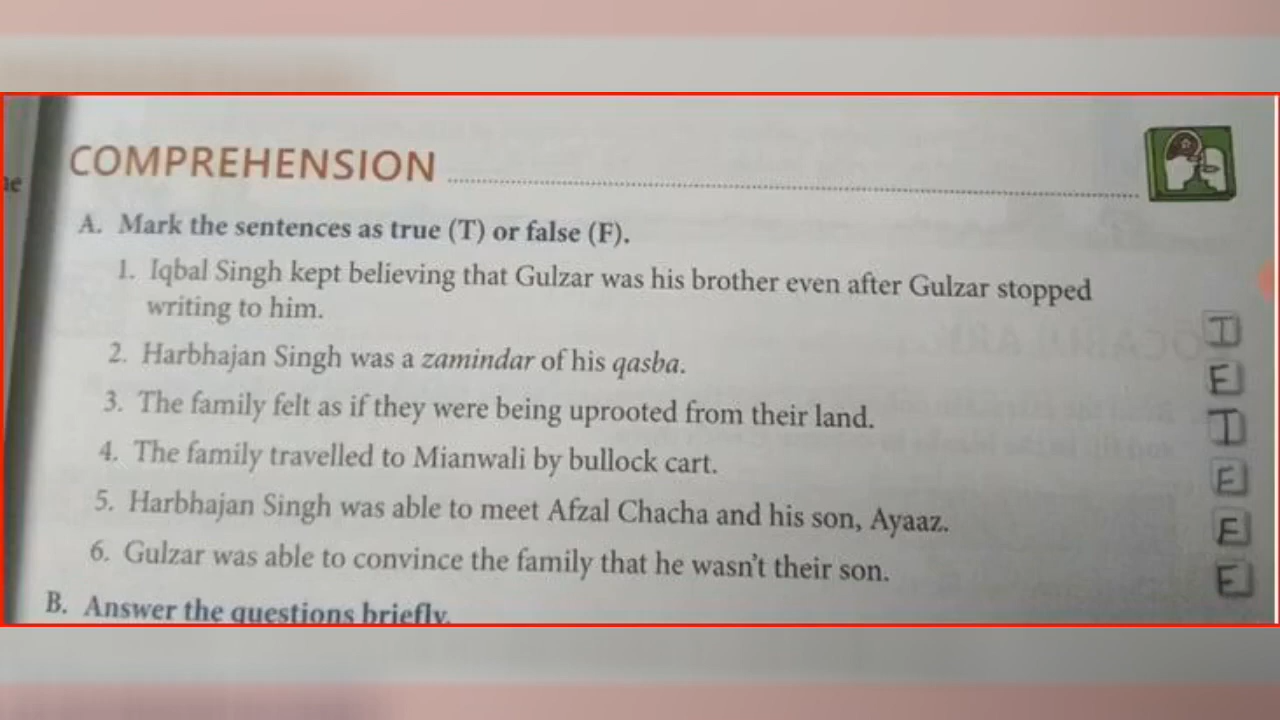 COMPREHENSION
A. Mark the sentences as true (T) or false (F).
1. Iqbal Singh kept believing that Gulzar was his brother even after Gulzar stopped
writing to him. T
2. Harbhajan Singh was a zamindar of his qasba. F
3. The family felt as if they were being uprooted from their land. T
4. The family travelled to Mianwali by bullock cart. F
5. Harbhajan Singh was able to meet Afzal Chacha and his son, Ayaaz. F
6. Gulzar was able to convince the family that he wasn't their son. F
B. Answer the questions briefly.